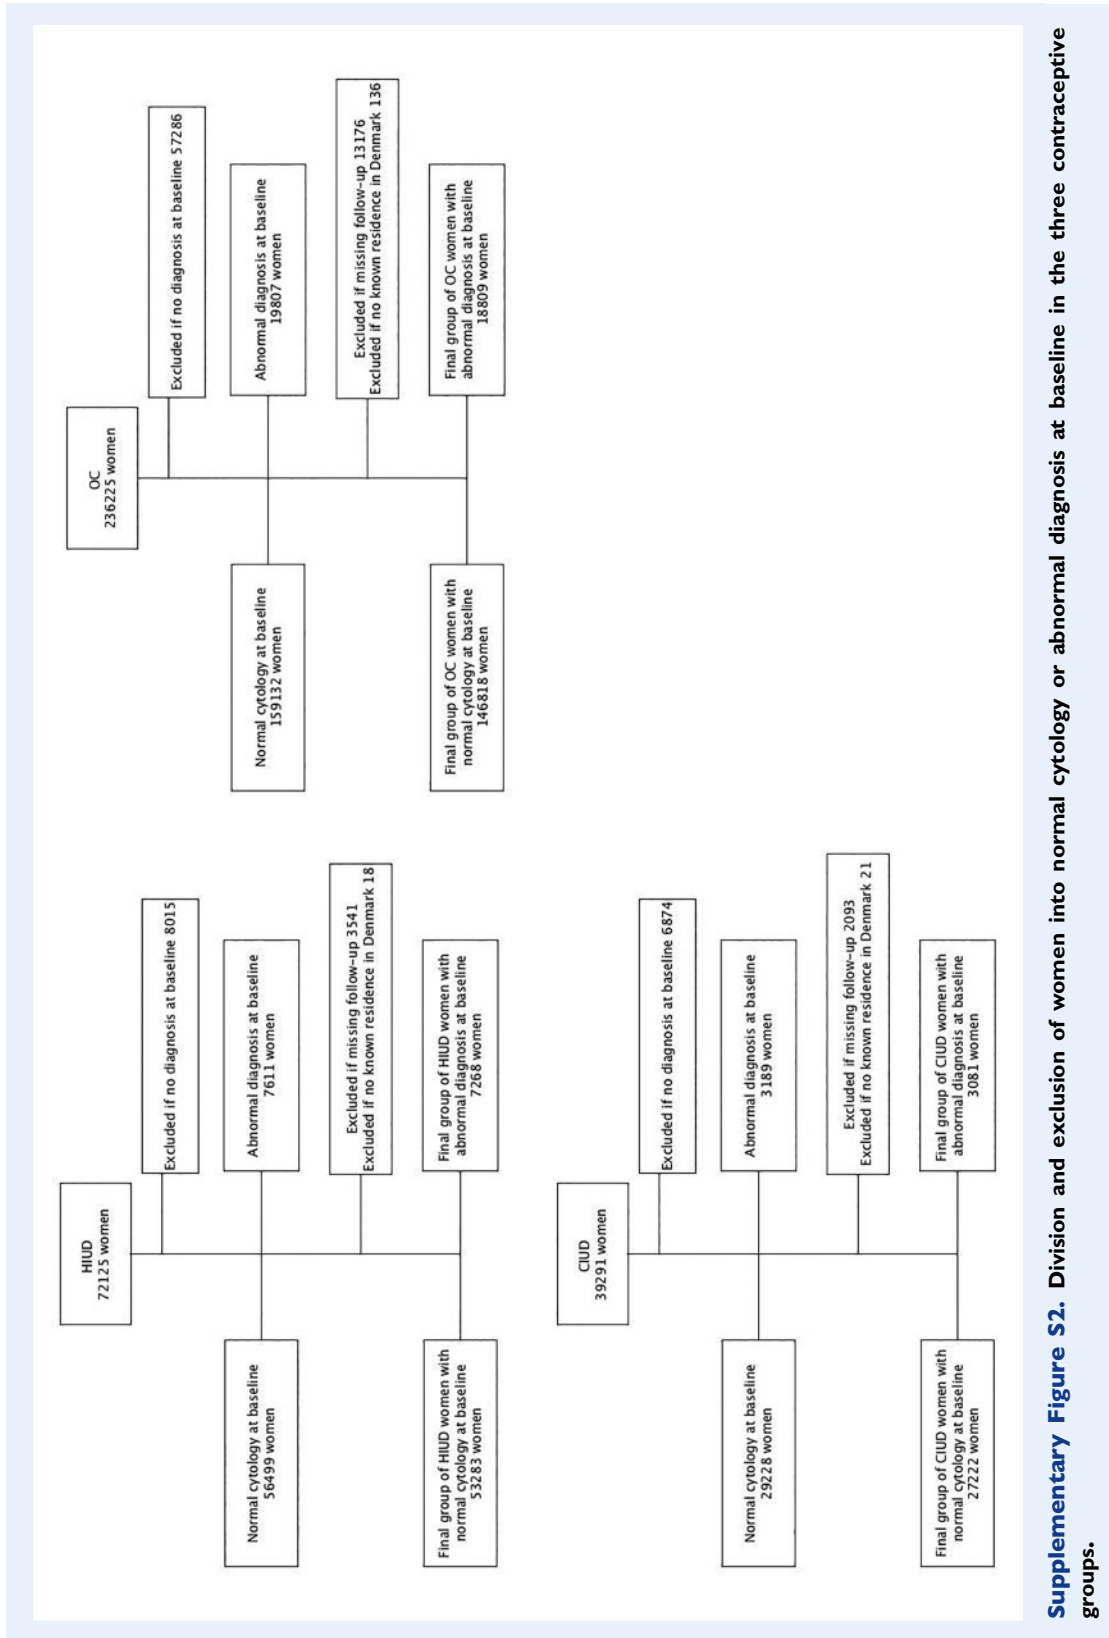 HIUD
72125 women
Excluded if no diagnosis at baseline 8015
Normal cytology at baseline
56499 women
Abnormal diagnosis at baseline
7611 women
Excluded if missing follow-up 3541
Excluded if no known residence in Denmark 18
Final group of HIUD women with
normal cytology at baseline
53283 women
Final group of HIUD women with
abnormal diagnosis at baseline
7268 women
OC
236225 women
Excluded if no diagnosis at baseline 57286
Normal cytology at baseline
159132 women
Abnormal diagnosis at baseline
19807 women
Excluded if missing follow-up 13176
Excluded if no known residence in Denmark 136
Final group of OC women with
normal cytology at baseline
146818 women
Final group of OC women with
abnormal diagnosis at baseline
18809 women
CIUD
39291 women
Excluded if no diagnosis at baseline 6874
Normal cytology at baseline
29228 women
Abnormal diagnosis at baseline
3189 women
Excluded if missing follow-up 2093
Excluded if no known residence in Denmark 21
Final group of CIUD women with
normal cytology at baseline
27222 women
Final group of CIUD women with
abnormal diagnosis at baseline
3081 women
Supplementary Figure S2. Division and exclusion of women into normal cytology or abnormal diagnosis at baseline in the three contraceptive
groups.